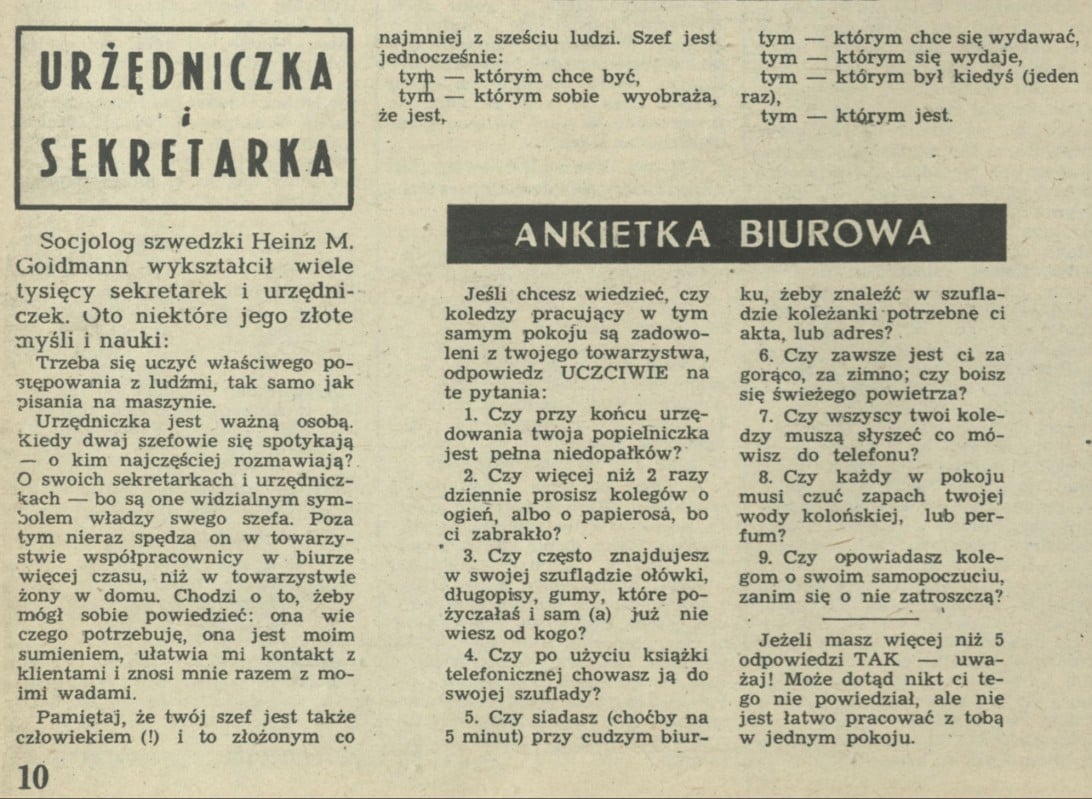 URZĘDNICZKA
i
SEKRETARKA
Socjolog szwedzki Heinz M.
Goldmann wykształcił wiele
tysięcy sekretarek i urzędni-
czek. Oto niektóre jego złote
myśli i nauki:
Trzeba się uczyć właściwego po-
stępowania z ludźmi, tak samo jak
pisania na maszynie.
Urzędniczka jest ważną osobą.
Kiedy dwaj szefowie się spotykają
— o kim najczęściej rozmawiają?
O swoich sekretarkach i urzędnicz-
kach — bo są one widzialnym sym-
bolem władzy swego szefa. Poza
tym nieraz spędza on w towarzy-
stwie współpracownicy w biurze
więcej czasu, niż w towarzystwie
żony w domu. Chodzi o to, żeby
mógł sobie powiedzieć: ona wie
czego potrzebuję, ona jest moim
sumieniem, ułatwia mi kontakt z
klientami i znosi mnie razem z mo-
imi wadami.
Pamiętaj, że twój szef jest także
człowiekiem (!) i to złożonym co
najmniej z sześciu ludzi. Szef jest
jednocześnie:
tym — którym chce być,
tym — którym sobie wyobraża,
że jest,
tym — którym chce się wydawać,
tym — którym się wydaje,
tym — którym był kiedyś (jeden
raz),
tym — którym jest.
ANKIETKA BIUROWA
Jeśli chcesz wiedzieć, czy
koledzy pracujący w tym
samym pokoju są zadowo-
leni z twojego towarzystwa,
odpowiedz UCZCIWIE na
te pytania:
1. Czy przy końcu urzę-
dowania twoja popielniczka
jest pełna niedopałków?
2. Czy więcej niż 2 razy
dziennie prosisz kolegów o
ogień, albo o papierosa, bo
ci zabrakło?
3. Czy często znajdujesz
w swojej szuflądzie ołówki,
długopisy, gumy, które po-
życzałaś i sam (a) już nie
wiesz od kogo?
4. Czy po użyciu książki
telefonicznej chowasz ją do
swojej szuflady?
5. Czy siadasz (choćby na
5 minut) przy cudzym biur-
ku, żeby znaleźć w szufla-
dzie koleżanki potrzebne ci
akta, lub adres?
6. Czy zawsze jest ci za
gorąco, za zimno; czy boisz
się świeżego powietrza?
7. Czy wszyscy twoi kole-
dzy muszą słyszeć co mó-
wisz do telefonu?
8. Czy każdy w pokoju
musi czuć zapach twojej
wody kolońskiej, lub per-
fum?
9. Czy opowiadasz kole-
gom o swoim samopoczuciu,
zanim się o nie zatroszczą?
Jeżeli masz więcej niż 5
odpowiedzi TAK — uwa-
żaj! Może dotąd nikt ci te-
go nie powiedział, ale nie
jest łatwo pracować z tobą
w jednym pokoju.
10